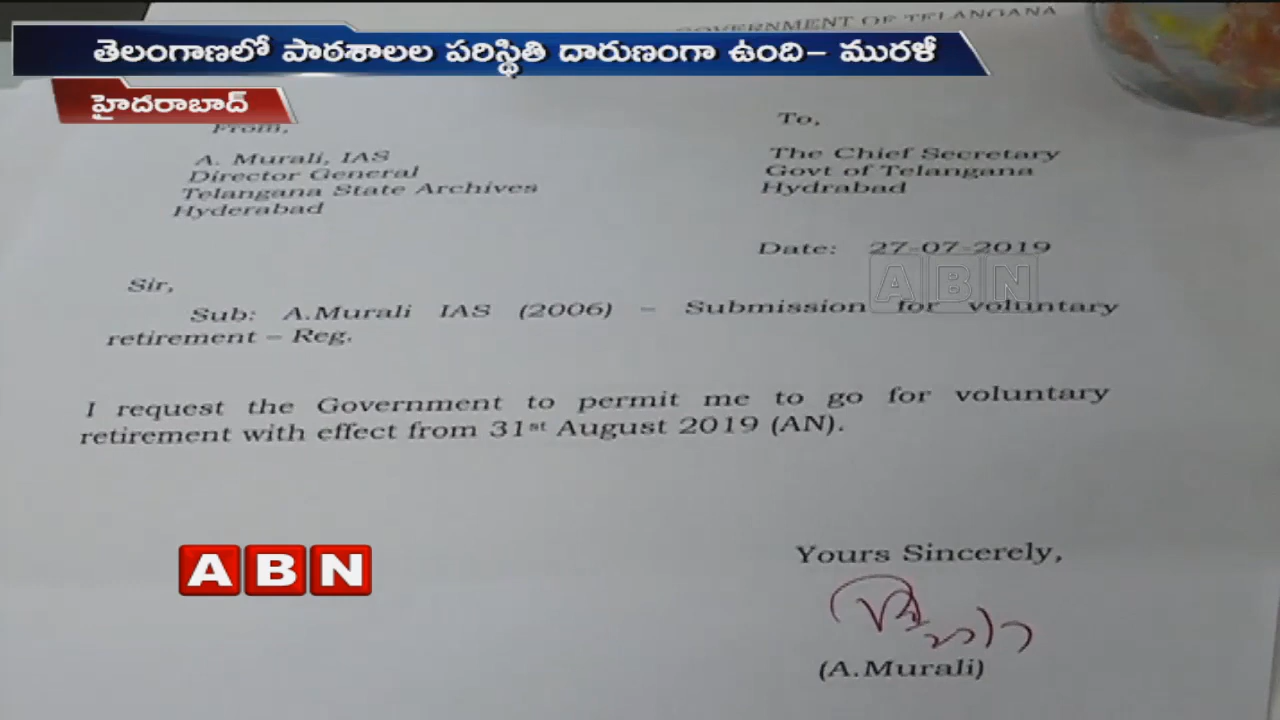 GOVERNMENT OF TELANGANA
తెలంగాణలో పాఠశాలల పరిస్థితి దారుణంగా ఉంది– మురళీ
హైదరాబాద్
From,
A. Murali, IAS
Director General
Telangana State Archives
Hyderabad
To,
The Chief Secretary
Govt of Telangana
Hydrabad
Date: 27-07-2019
ABN
Sir,
Sub: A.Murali IAS (2006) – Submission for voluntary
retirement – Reg.
I request the Government to permit me to go for voluntary
retirement with effect from 31st August 2019 (AN).
ABN
Yours Sincerely,
(A.Murali)